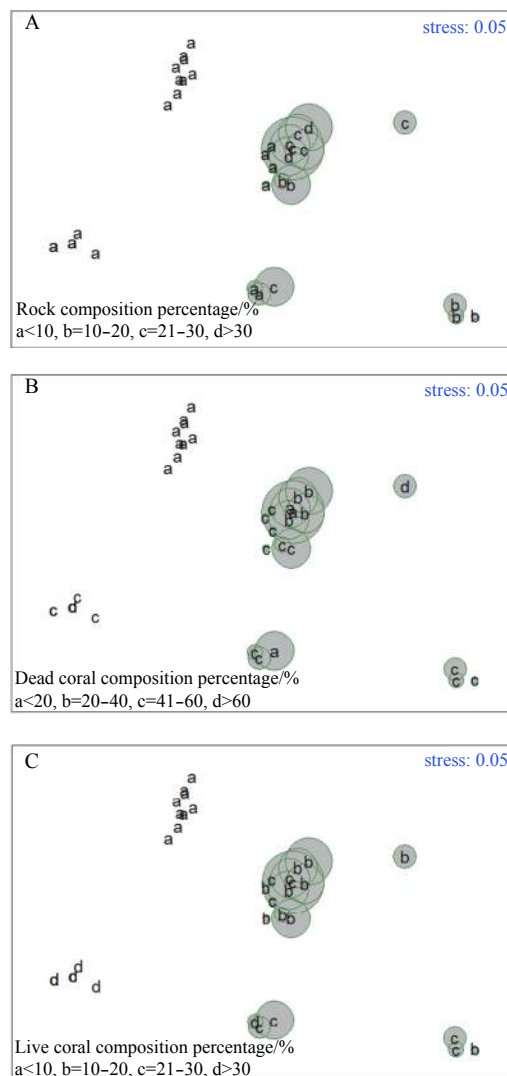 A
stress: 0.05
a
a
a
a
a
a
a
a
a
c
c
d
a
c
c
c
a
d
a
a
b
b
a
a
a
a
a
a
c
b
b
b
Rock composition percentage/%
a<10, b=10–20, c=21–30, d>30
B
stress: 0.05
a
a
a
a
a
a
a
a
d
b
b
c
a
b
c
b
c
c
c
c
c
c
d
c
c
c
a
c
c
c
Dead coral composition percentage/%
a<20, b=20–40, c=41–60, d>60
C
stress: 0.05
a
a
a
a
a
a
a
a
b
b
b
c
c
c
b
b
b
c
b
b
b
d
d
d
d
d
c
c
c
c
b
Live coral composition percentage/%
a<10, b=10–20, c=21–30, d>30